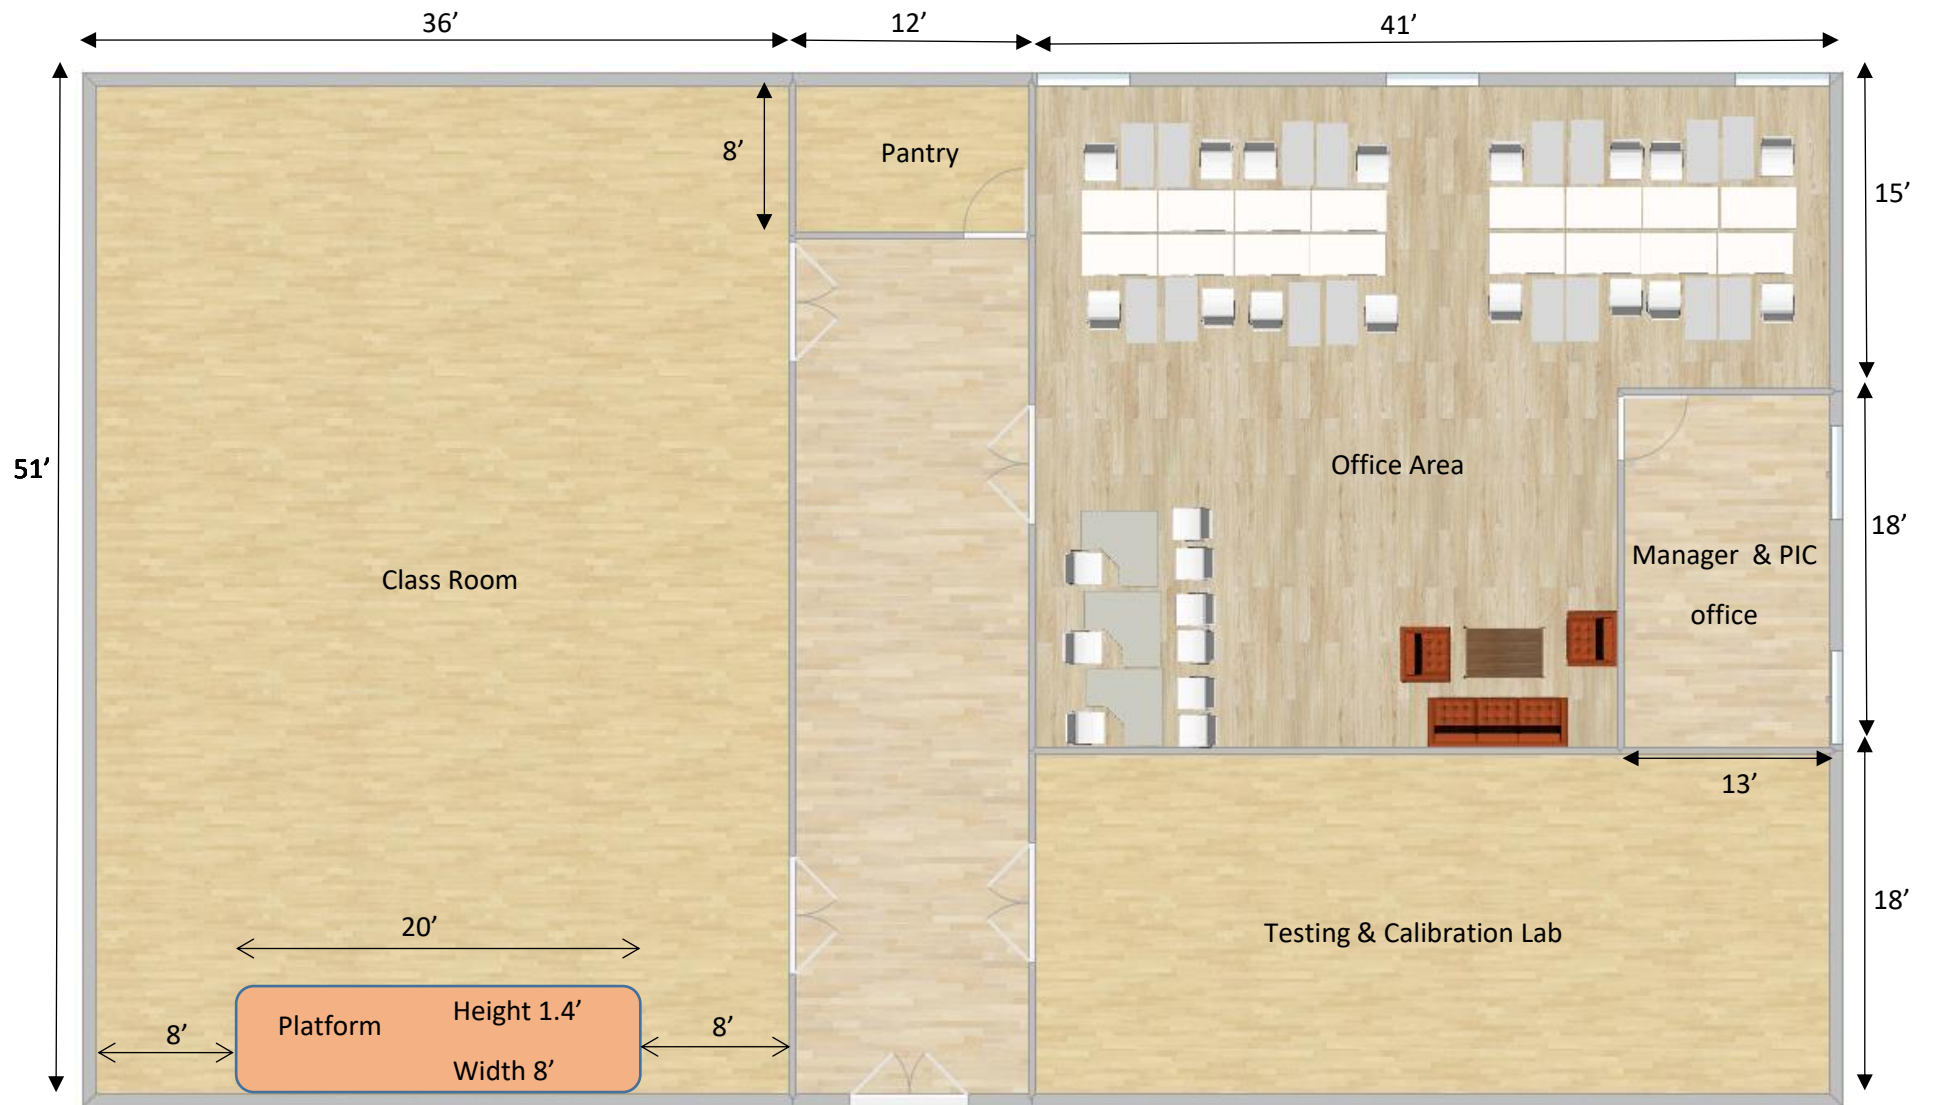 36’
12’
41’
8’
Pantry
15’
51’
Office Area
18’
Class Room
Manager & PIC
office
13’
20’
Testing & Calibration Lab
18’
Platform
Height 1.4’
Width 8’
8’
8’